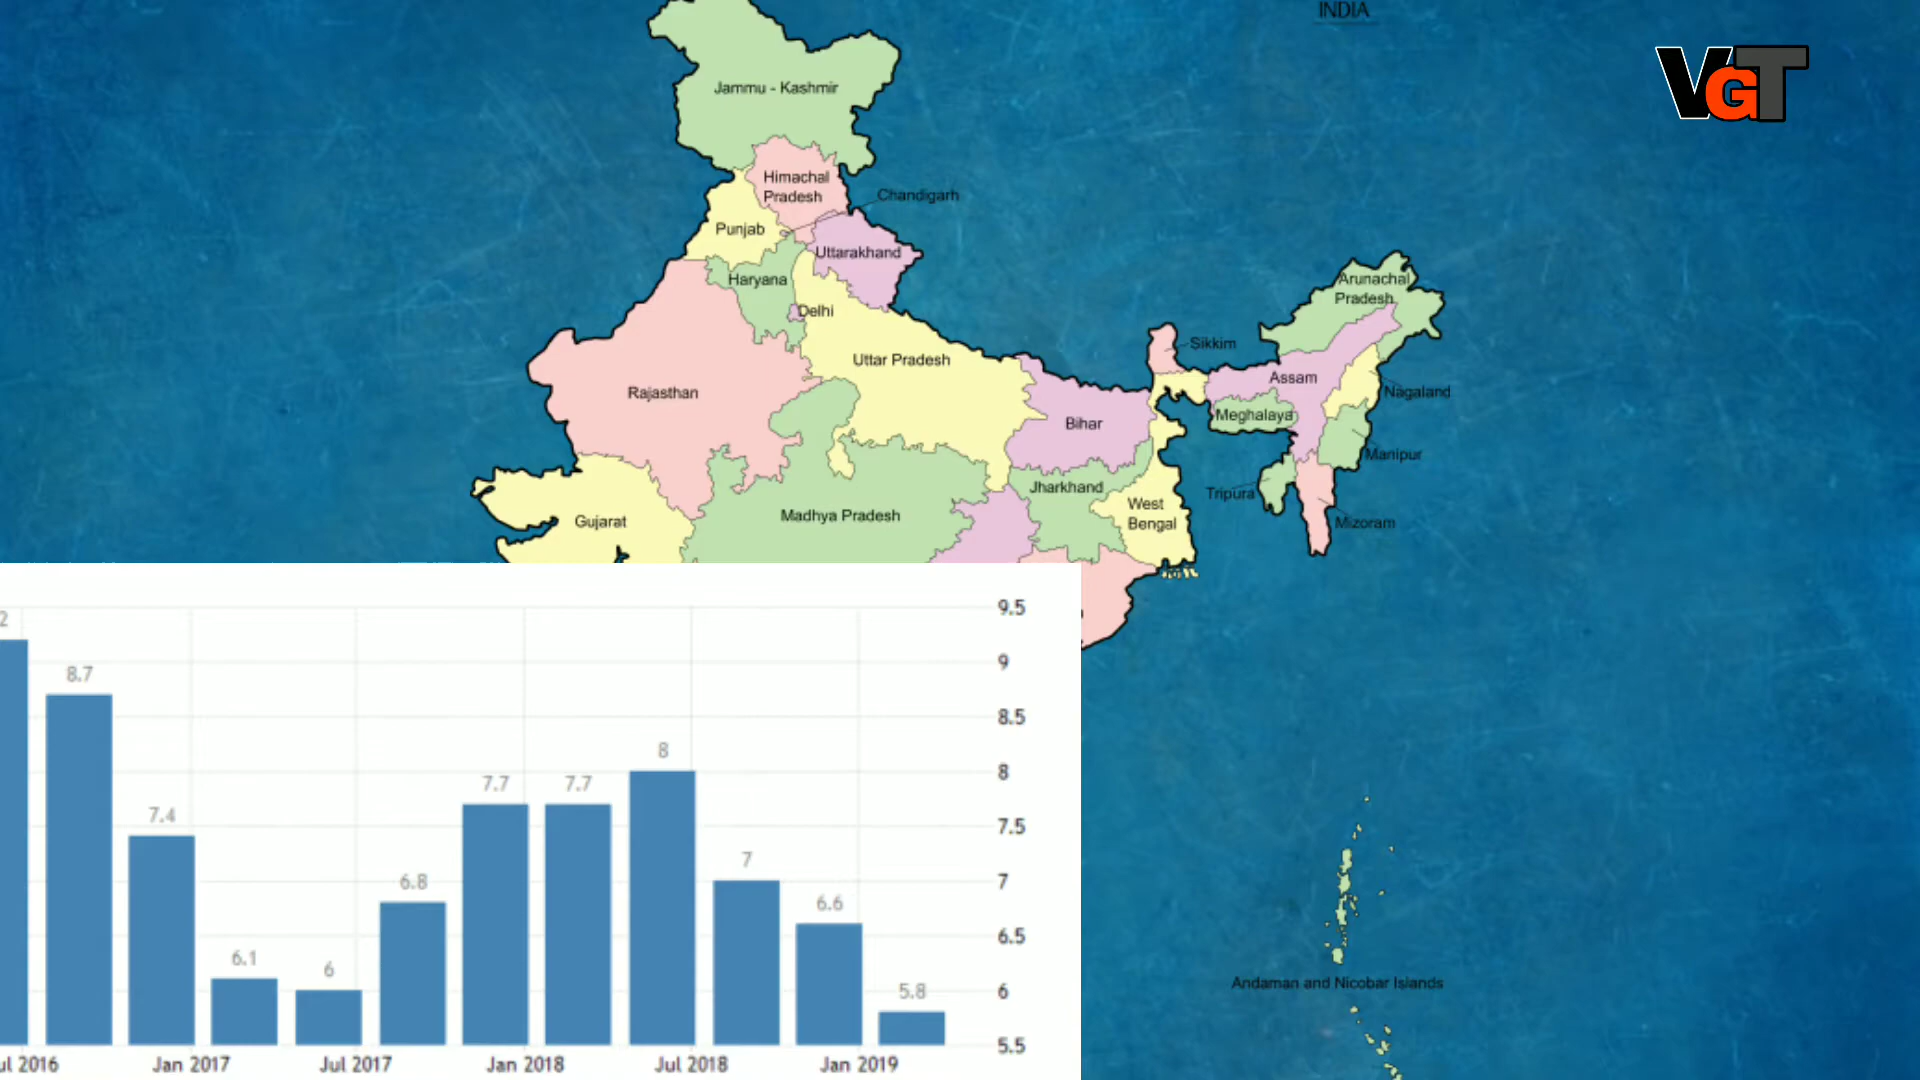 INDIA
VGT
Jammu - Kashmir
Himachal
Pradesh
Chandigarh
Punjab
Uttarakhand
Haryana
Delhi
Arunachal
Pradesh
Sikkim
Uttar Pradesh
Assam
Nagaland
Rajasthan
Meghalaya
Bihar
Manipur
Jharkhand
Tripura
West
Bengal
Gujarat
Madhya Pradesh
Mizoram
Andaman and Nicobar Islands
2
8.7
7.4
6.1
6
6.8
7.7
7.7
8
7
6.6
5.8
9.5
9
8.5
8
7.5
7
6.5
6
5.5
ul 2016
Jan 2017
Jul 2017
Jan 2018
Jul 2018
Jan 2019